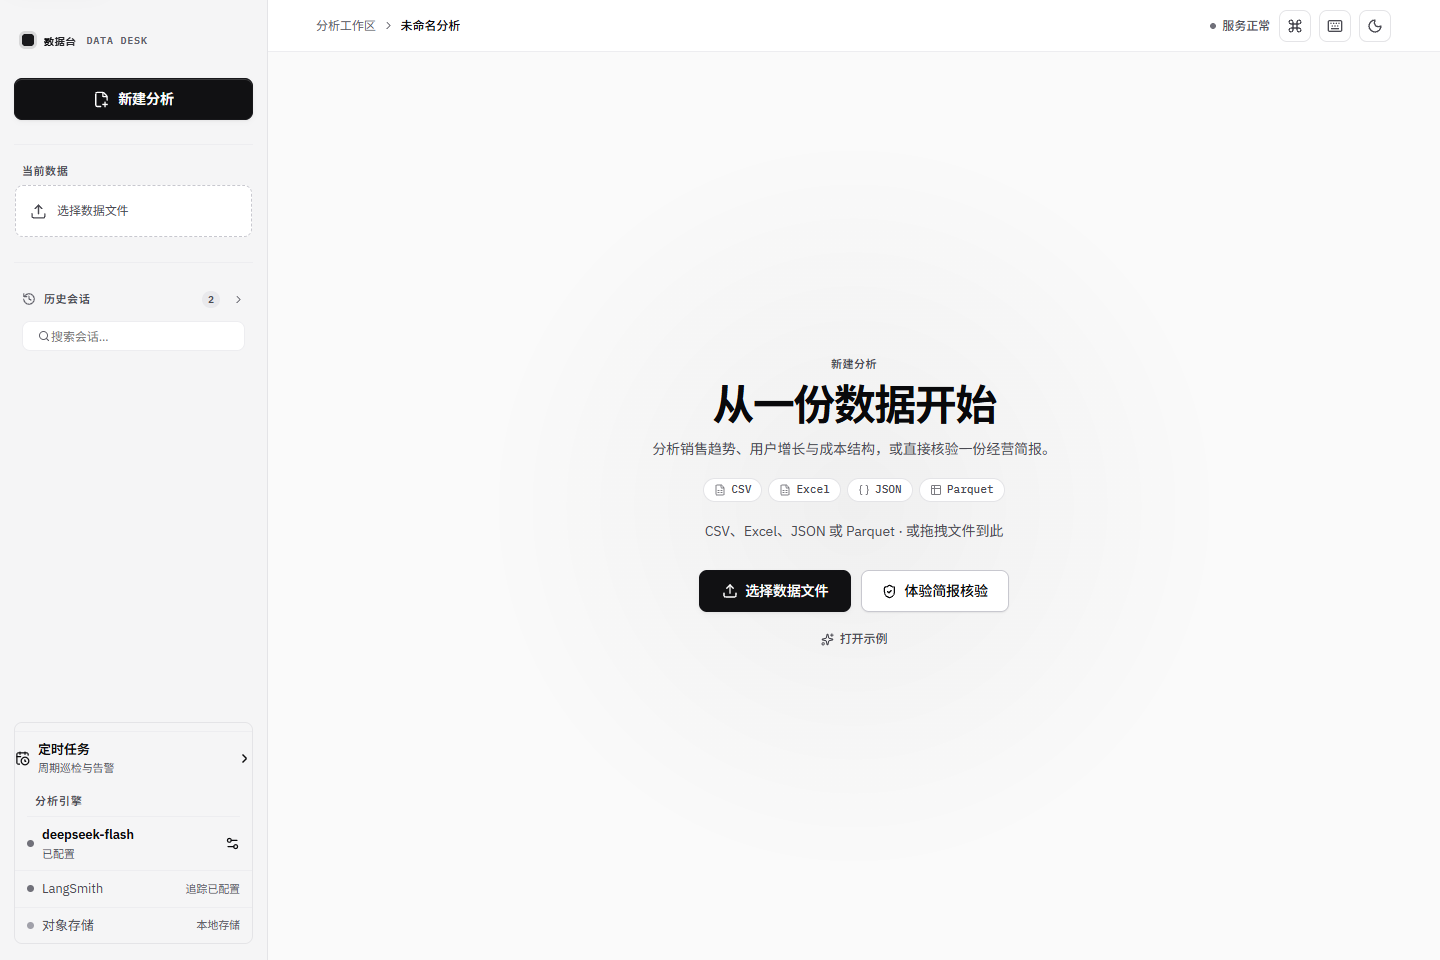 数据台 DATA DESK
新建分析
当前数据
选择数据文件
历史会话 2
搜索会话...
定时任务
周期巡检与告警
分析引擎
deepseek-flash
已配置
LangSmith 追踪已配置
对象存储 本地存储
分析工作区 未命名分析
服务正常
新建分析
从一份数据开始
分析销售趋势、用户增长与成本结构，或直接核验一份经营简报。
CSV Excel JSON Parquet
CSV、Excel、JSON 或 Parquet · 或拖拽文件到此
选择数据文件 体验简报核验
打开示例